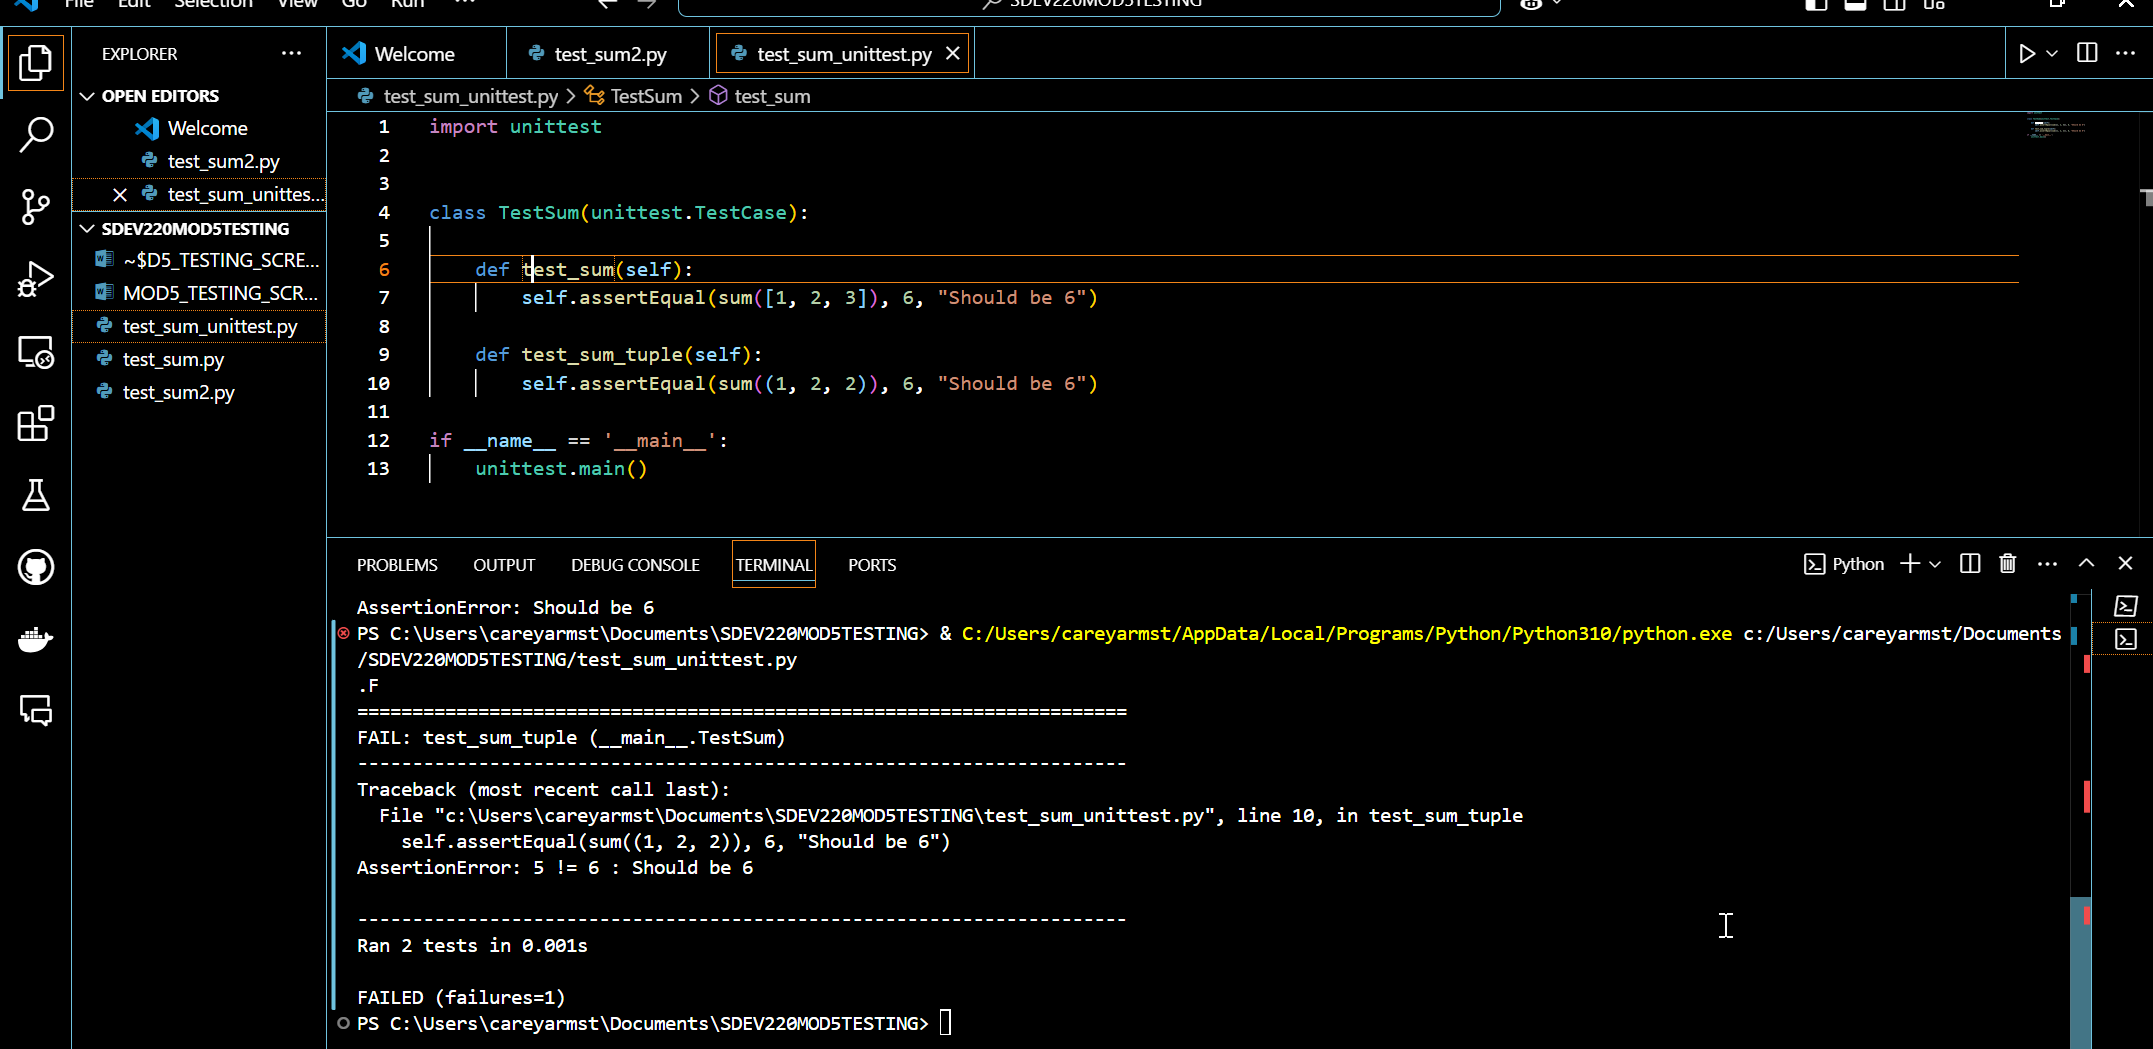 File Edit Selection View Go Run ···
SDEV220MOD5TESTING
EXPLORER
OPEN EDITORS
Welcome
test_sum2.py
test_sum_unittes...
SDEV220MOD5TESTING
~$D5_TESTING_SCRE...
MOD5_TESTING_SCR...
test_sum_unittest.py
test_sum.py
test_sum2.py
Welcome test_sum2.py test_sum_unittest.py
test_sum_unittest.py > TestSum > test_sum
1 import unittest
2
3
4 class TestSum(unittest.TestCase):
5
6 def test_sum(self):
7 self.assertEqual(sum([1, 2, 3]), 6, "Should be 6")
8
9 def test_sum_tuple(self):
10 self.assertEqual(sum((1, 2, 2)), 6, "Should be 6")
11
12 if __name__ == '__main__':
13 unittest.main()
PROBLEMS OUTPUT DEBUG CONSOLE TERMINAL PORTS
Python
AssertionError: Should be 6
PS C:\Users\careyarmst\Documents\SDEV220MOD5TESTING> & C:/Users/careyarmst/AppData/Local/Programs/Python/Python310/python.exe c:/Users/careyarmst/Documents
/SDEV220MOD5TESTING/test_sum_unittest.py
.F
======================================================================
FAIL: test_sum_tuple (__main__.TestSum)
----------------------------------------------------------------------
Traceback (most recent call last):
File "c:\Users\careyarmst\Documents\SDEV220MOD5TESTING\test_sum_unittest.py", line 10, in test_sum_tuple
self.assertEqual(sum((1, 2, 2)), 6, "Should be 6")
AssertionError: 5 != 6 : Should be 6
----------------------------------------------------------------------
Ran 2 tests in 0.001s
FAILED (failures=1)
PS C:\Users\careyarmst\Documents\SDEV220MOD5TESTING>